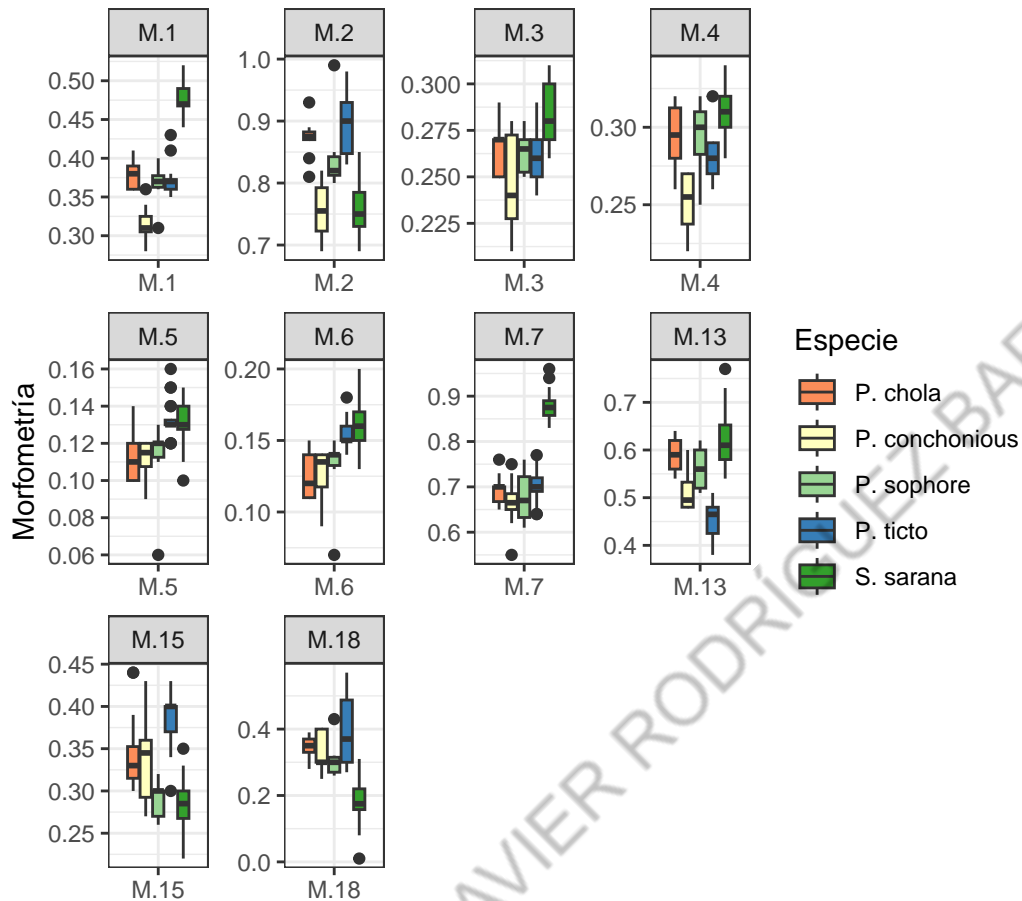 M.1 M.2 M.3 M.4
0.50
0.45
0.40
0.35
0.30
1.0
0.9
0.8
0.7
0.300
0.275
0.250
0.225
0.30
0.25
M.1 M.2 M.3 M.4
M.5 M.6 M.7 M.13
0.16
0.14
0.12
0.10
0.08
0.06
0.20
0.15
0.10
0.9
0.8
0.7
0.6
0.7
0.6
0.5
0.4
M.5 M.6 M.7 M.13
M.15 M.18
0.45
0.40
0.35
0.30
0.25
0.4
0.2
0.0
M.15 M.18
Morfometría
Especie
P. chola
P. conchonious
P. sophore
P. ticto
S. sarana
AVIER RODRÍGUEZ BAR